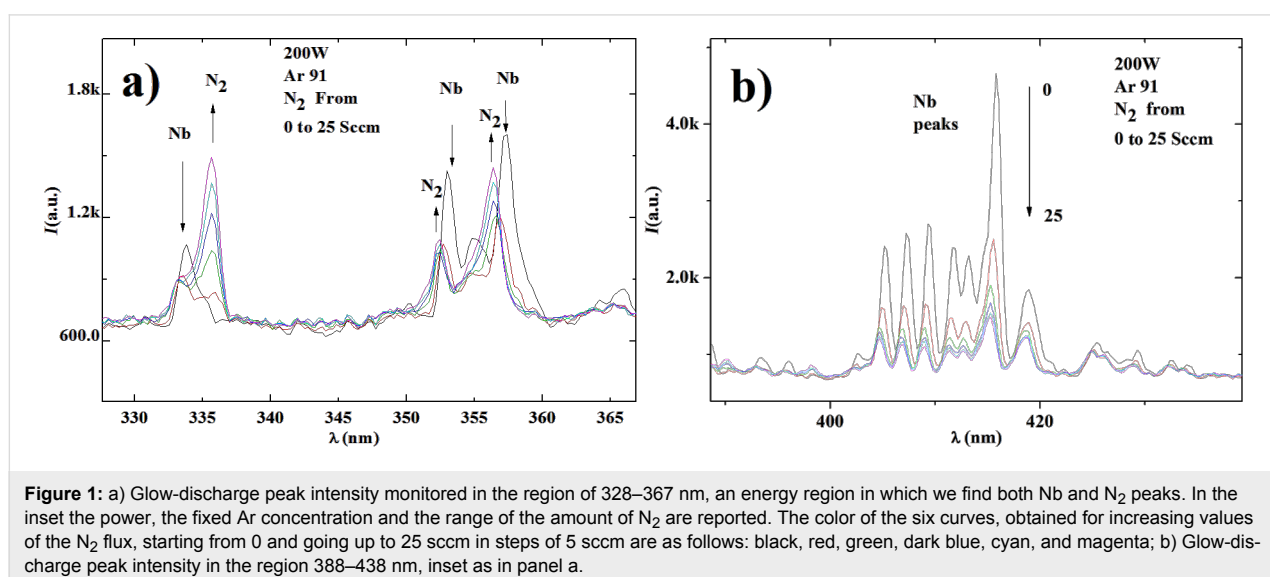 a)
200W
Ar 91
N2 From
0 to 25 Sccm
Nb
N2
Nb
N2
N2
Nb
1.8k
1.2k
600.0
I(a.u.)
330 335 340 345 350 355 360 365
λ (nm)
b)
Nb
peaks
0
25
200W
Ar 91
N2 from
0 to 25 Sccm
4.0k
2.0k
I(a.u.)
400 420
λ (nm)
Figure 1: a) Glow-discharge peak intensity monitored in the region of 328–367 nm, an energy region in which we find both Nb and N2 peaks. In the
inset the power, the fixed Ar concentration and the range of the amount of N2 are reported. The color of the six curves, obtained for increasing values
of the N2 flux, starting from 0 and going up to 25 sccm in steps of 5 sccm are as follows: black, red, green, dark blue, cyan, and magenta; b) Glow-dis-
charge peak intensity in the region 388–438 nm, inset as in panel a.